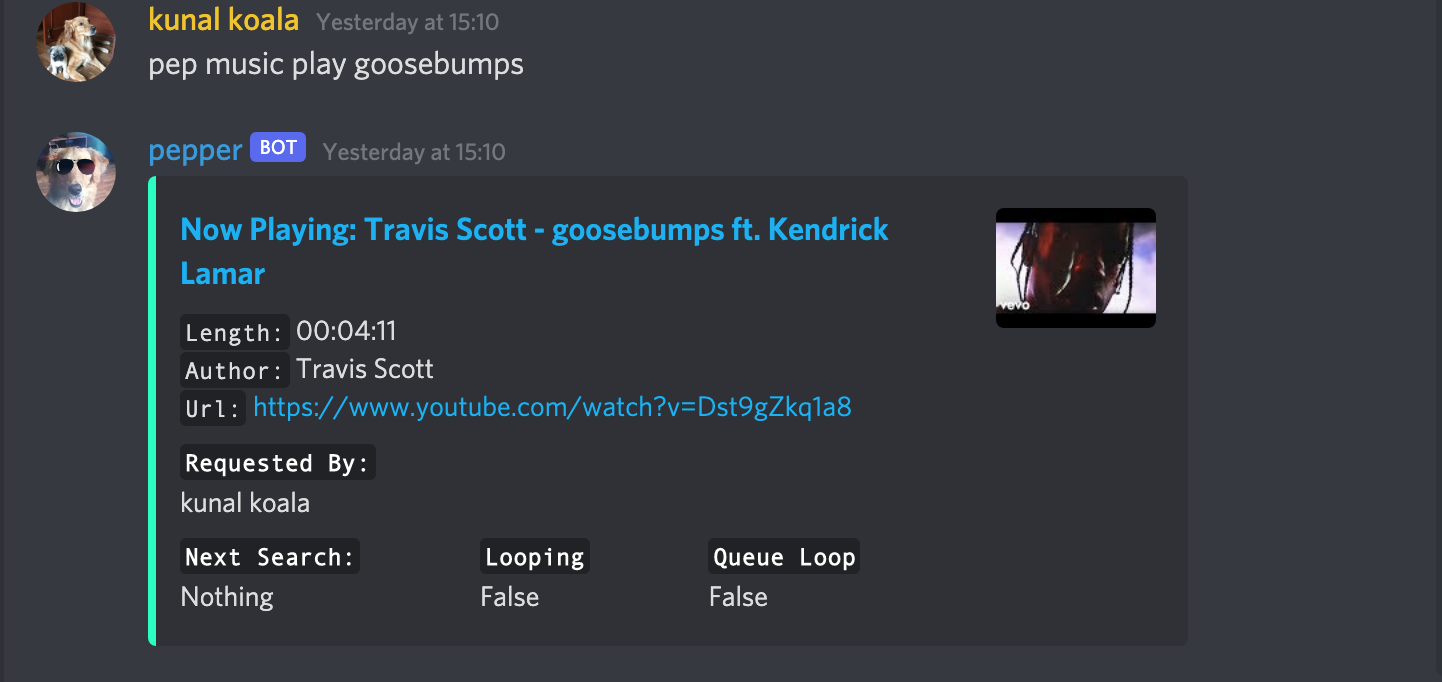 kunal koala Yesterday at 15:10
pep music play goosebumps
pepper BOT Yesterday at 15:10
Now Playing: Travis Scott - goosebumps ft. Kendrick
Lamar
vevo
Length: 00:04:11
Author: Travis Scott
Url: https://www.youtube.com/watch?v=Dst9gZkq1a8
Requested By:
kunal koala
Next Search: Looping Queue Loop
Nothing False False